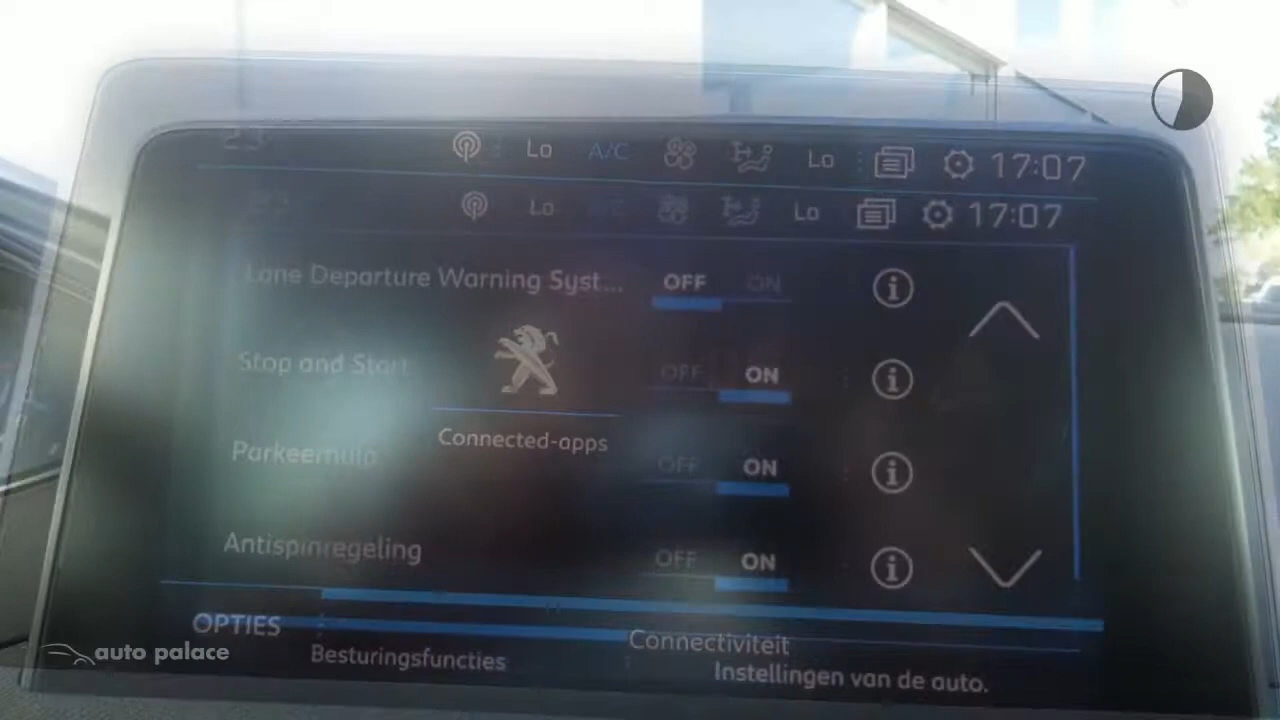 Lo A/C Lo 17:07
Lo A/C Lo 17:07
Lane Departure Warning Syst... OFF ON
Stop and Start OFF ON
Connected-apps
Parkeerhulp OFF ON
Antispinregeling OFF ON
OPTIES Connectiviteit
auto palace
Besturingsfuncties Instellingen van de auto.